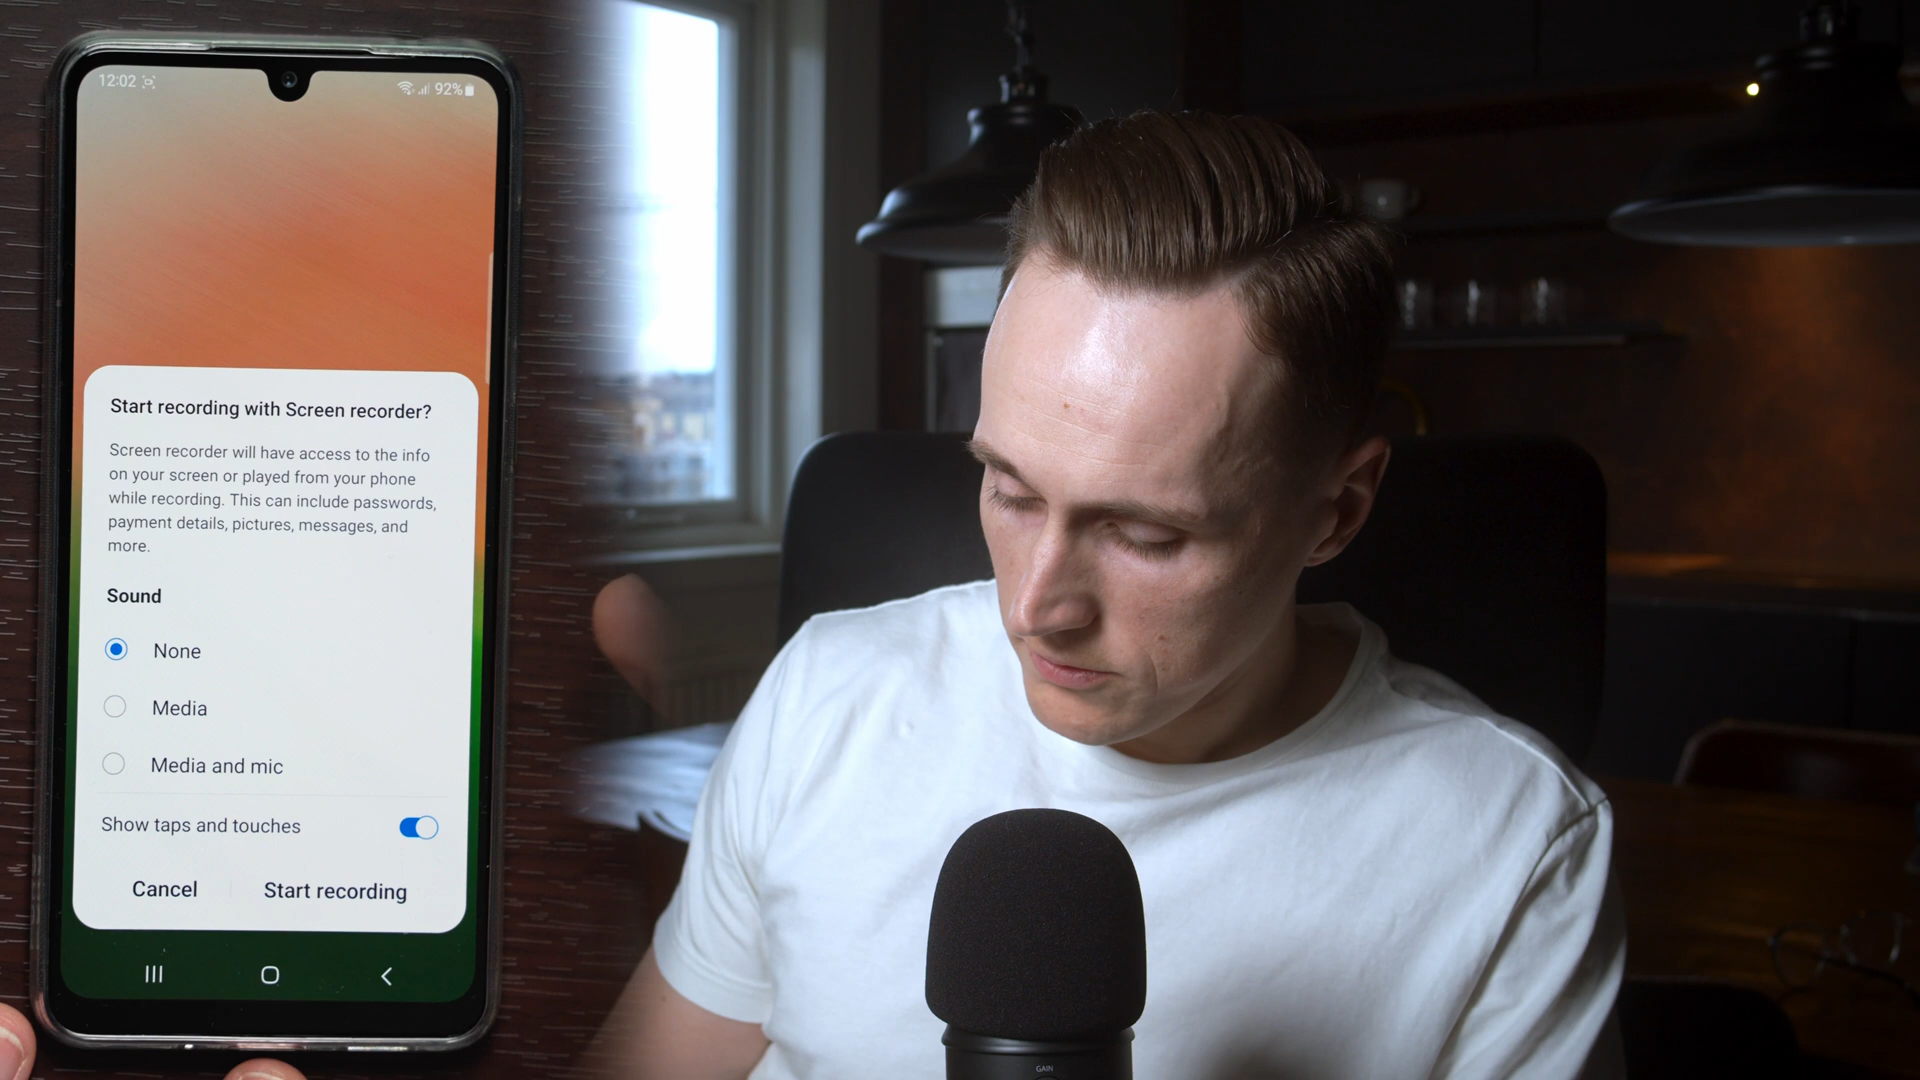 12:02
92%
Start recording with Screen recorder?
Screen recorder will have access to the info
on your screen or played from your phone
while recording. This can include passwords,
payment details, pictures, messages, and
more.
Sound
None
Media
Media and mic
Show taps and touches
Cancel
Start recording
GAIN